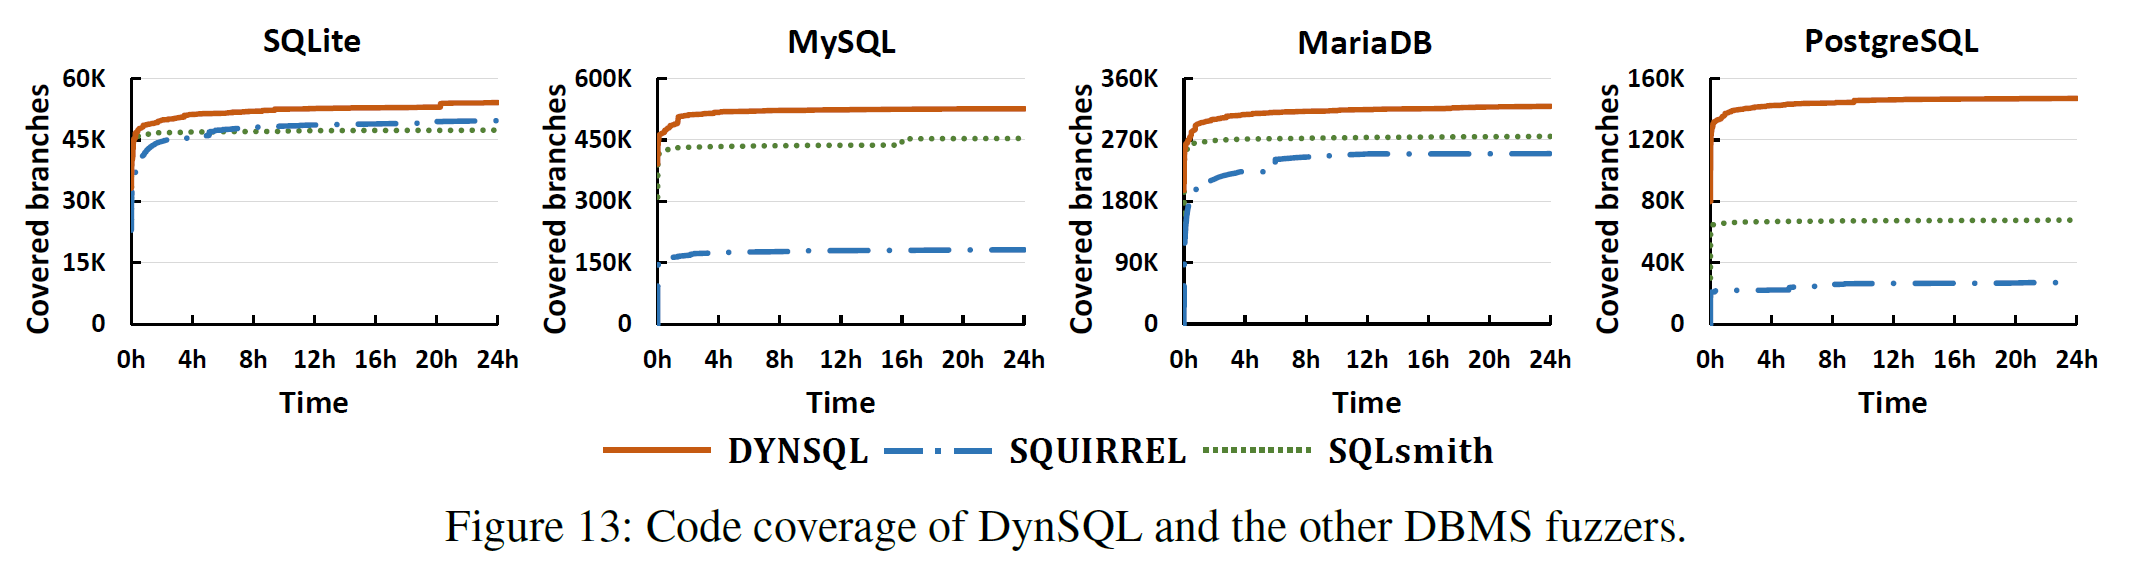 SQLite
Covered branches
60K
45K
30K
15K
0
0h 4h 8h 12h 16h 20h 24h
Time
MySQL
Covered branches
600K
450K
300K
150K
0
0h 4h 8h 12h 16h 20h 24h
Time
MariaDB
Covered branches
360K
270K
180K
90K
0
0h 4h 8h 12h 16h 20h 24h
Time
PostgreSQL
Covered branches
160K
120K
80K
40K
0
0h 4h 8h 12h 16h 20h 24h
Time
DYNSQL SQUIRREL SQLsmith
Figure 13: Code coverage of DynSQL and the other DBMS fuzzers.